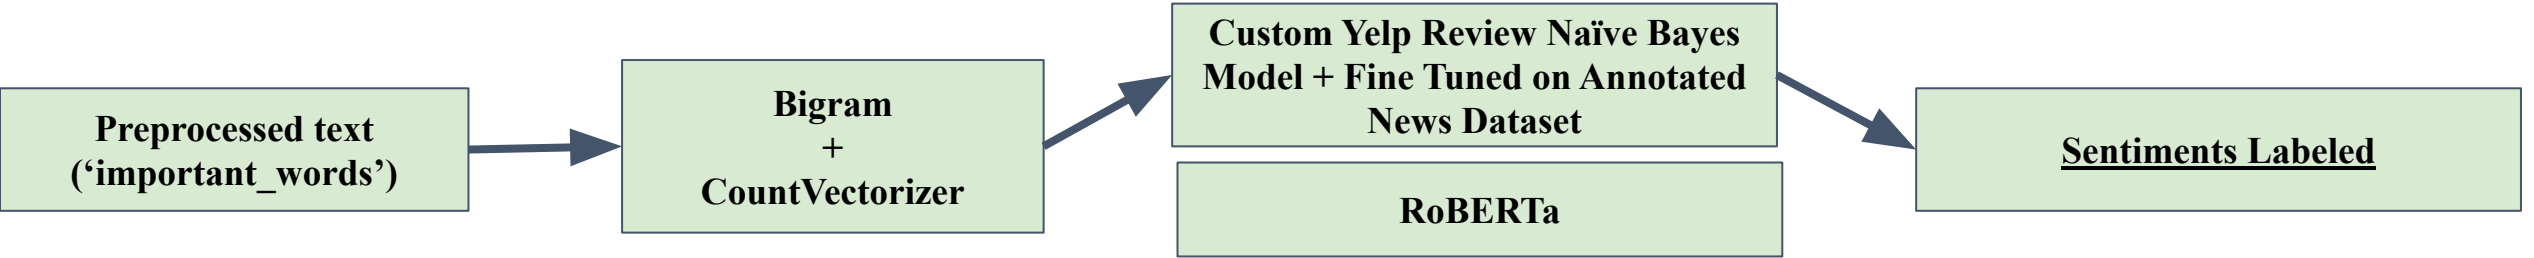 Preprocessed text
(‘important_words’)
Bigram
+
CountVectorizer
Custom Yelp Review Naïve Bayes
Model + Fine Tuned on Annotated
News Dataset
RoBERTa
Sentiments Labeled